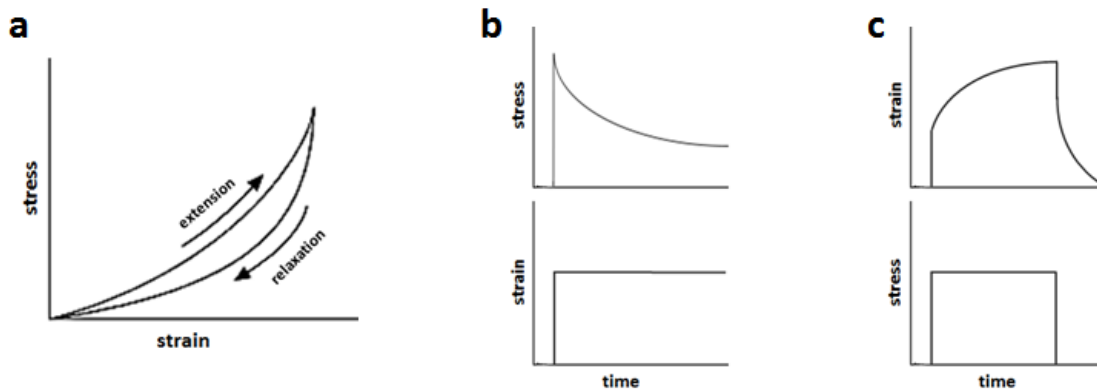 a
stress
extension
relaxation
strain
b
stress
strain
time
c
strain
stress
time